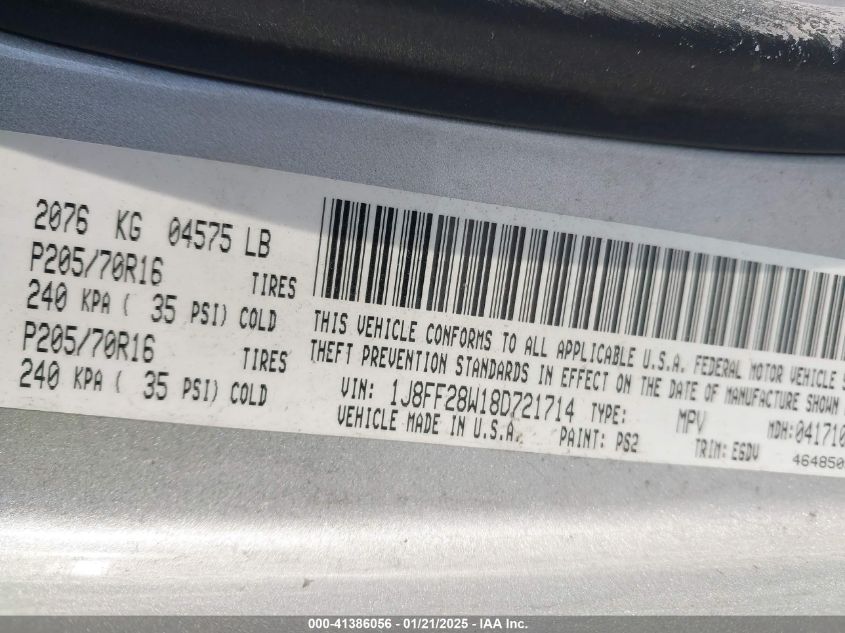 2076 KG 04575 LB
P205/70R16 TIRES
240 KPA ( 35 PSI) COLD
P205/70R16 TIRES
240 KPA ( 35 PSI) COLD
THIS VEHICLE CONFORMS TO ALL APPLICABLE U.S.A. FEDERAL MOTOR VEHICLE S
THEFT PREVENTION STANDARDS IN EFFECT ON THE DATE OF MANUFACTURE SHOWN
VIN: 1J8FF28W18D721714 TYPE: MPV MDH:041710
VEHICLE MADE IN U.S.A. PAINT: PS2 TRIM: E6DV
464850
000-41386056 - 01/21/2025 - IAA Inc.